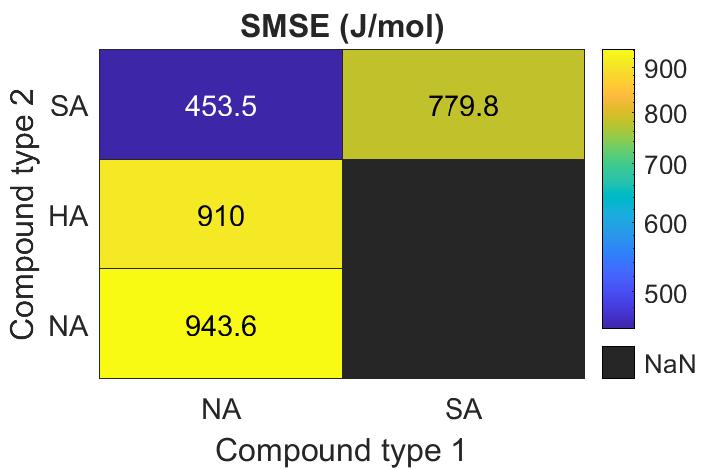 SMSE (J/mol)
Compound type 2
SA
453.5
779.8
HA
910
NA
943.6
NA
SA
Compound type 1
900
800
700
600
500
NaN